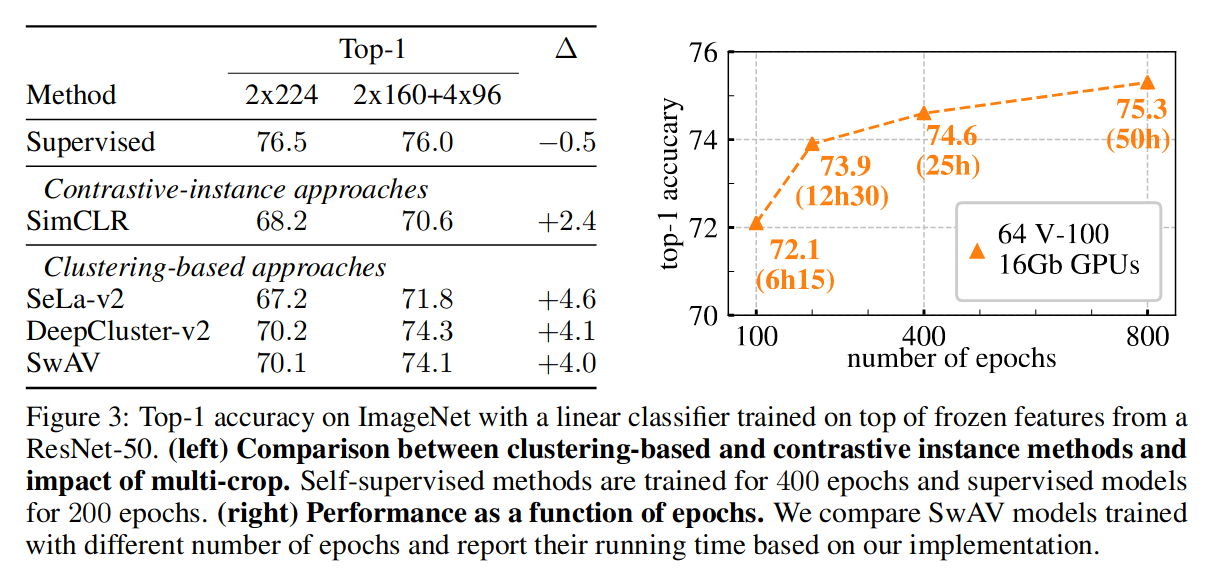 Top-1 Δ
Method 2x224 2x160+4x96
Supervised 76.5 76.0 −0.5
Contrastive-instance approaches
SimCLR 68.2 70.6 +2.4
Clustering-based approaches
SeLa-v2 67.2 71.8 +4.6
DeepCluster-v2 70.2 74.3 +4.1
SwAV 70.1 74.1 +4.0
top-1 accucary
76
74
72
70
72.1
(6h15)
73.9
(12h30)
74.6
(25h)
75.3
(50h)
64 V-100
16Gb GPUs
100 400 800
number of epochs
Figure 3: Top-1 accuracy on ImageNet with a linear classifier trained on top of frozen features from a
ResNet-50. (left) Comparison between clustering-based and contrastive instance methods and
impact of multi-crop. Self-supervised methods are trained for 400 epochs and supervised models
for 200 epochs. (right) Performance as a function of epochs. We compare SwAV models trained
with different number of epochs and report their running time based on our implementation.